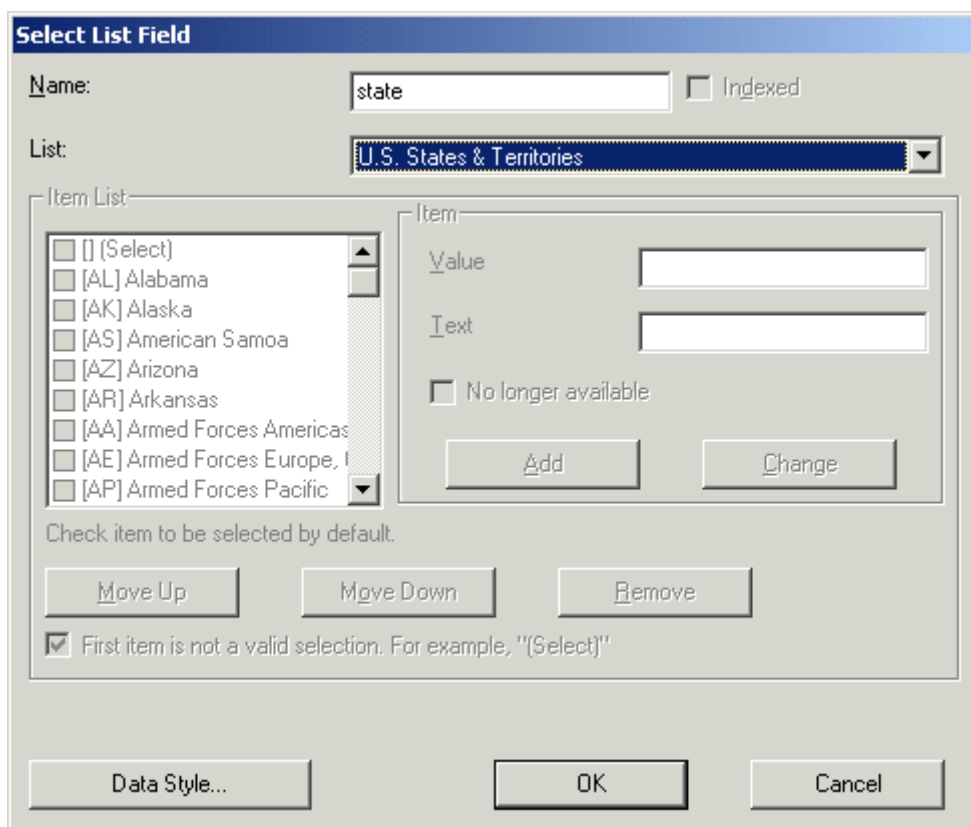 Select List Field
Name:
state
Indexed
List:
U.S. States & Territories
Item List
[] (Select)
[AL] Alabama
[AK] Alaska
[AS] American Samoa
[AZ] Arizona
[AR] Arkansas
[AA] Armed Forces Americas
[AE] Armed Forces Europe,
[AP] Armed Forces Pacific
Item
Value
Text
No longer available
Add
Change
Check item to be selected by default.
Move Up
Move Down
Remove
First item is not a valid selection. For example, "(Select)"
Data Style...
OK
Cancel